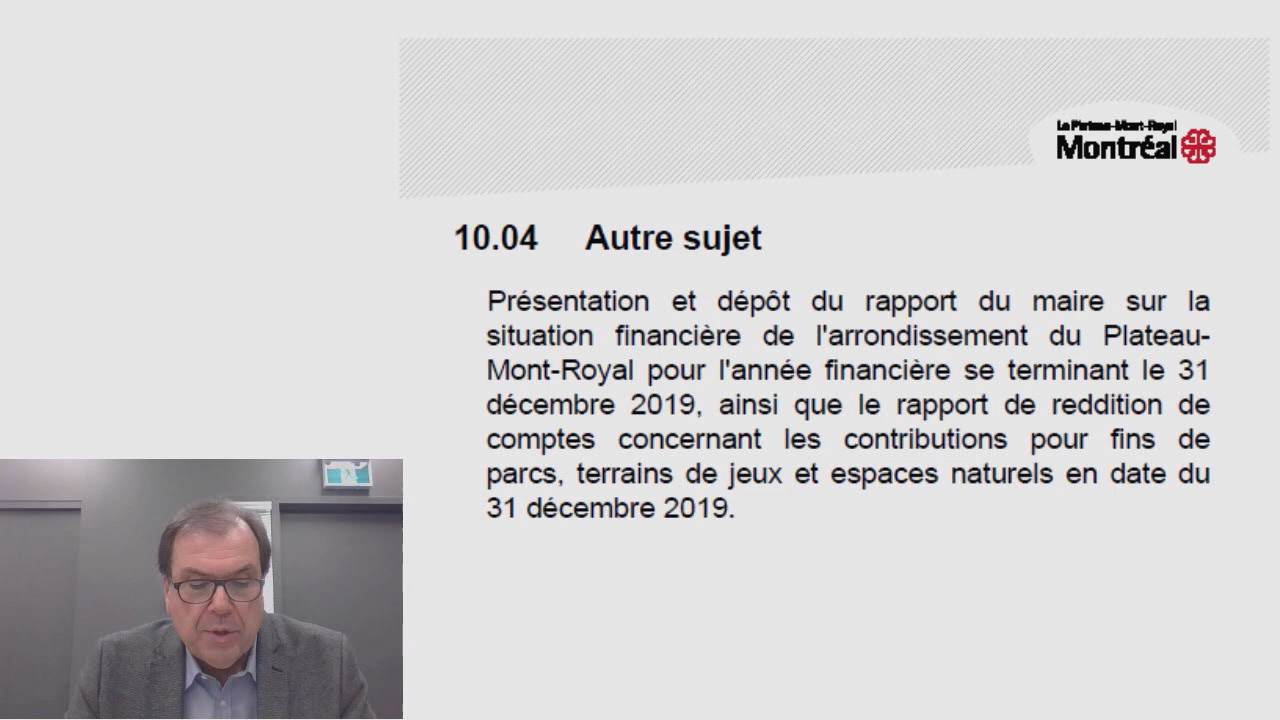 Le Plateau-Mont-Royal
Montréal
10.04 Autre sujet
Présentation et dépôt du rapport du maire sur la
situation financière de l'arrondissement du Plateau-
Mont-Royal pour l'année financière se terminant le 31
décembre 2019, ainsi que le rapport de reddition de
comptes concernant les contributions pour fins de
parcs, terrains de jeux et espaces naturels en date du
31 décembre 2019.